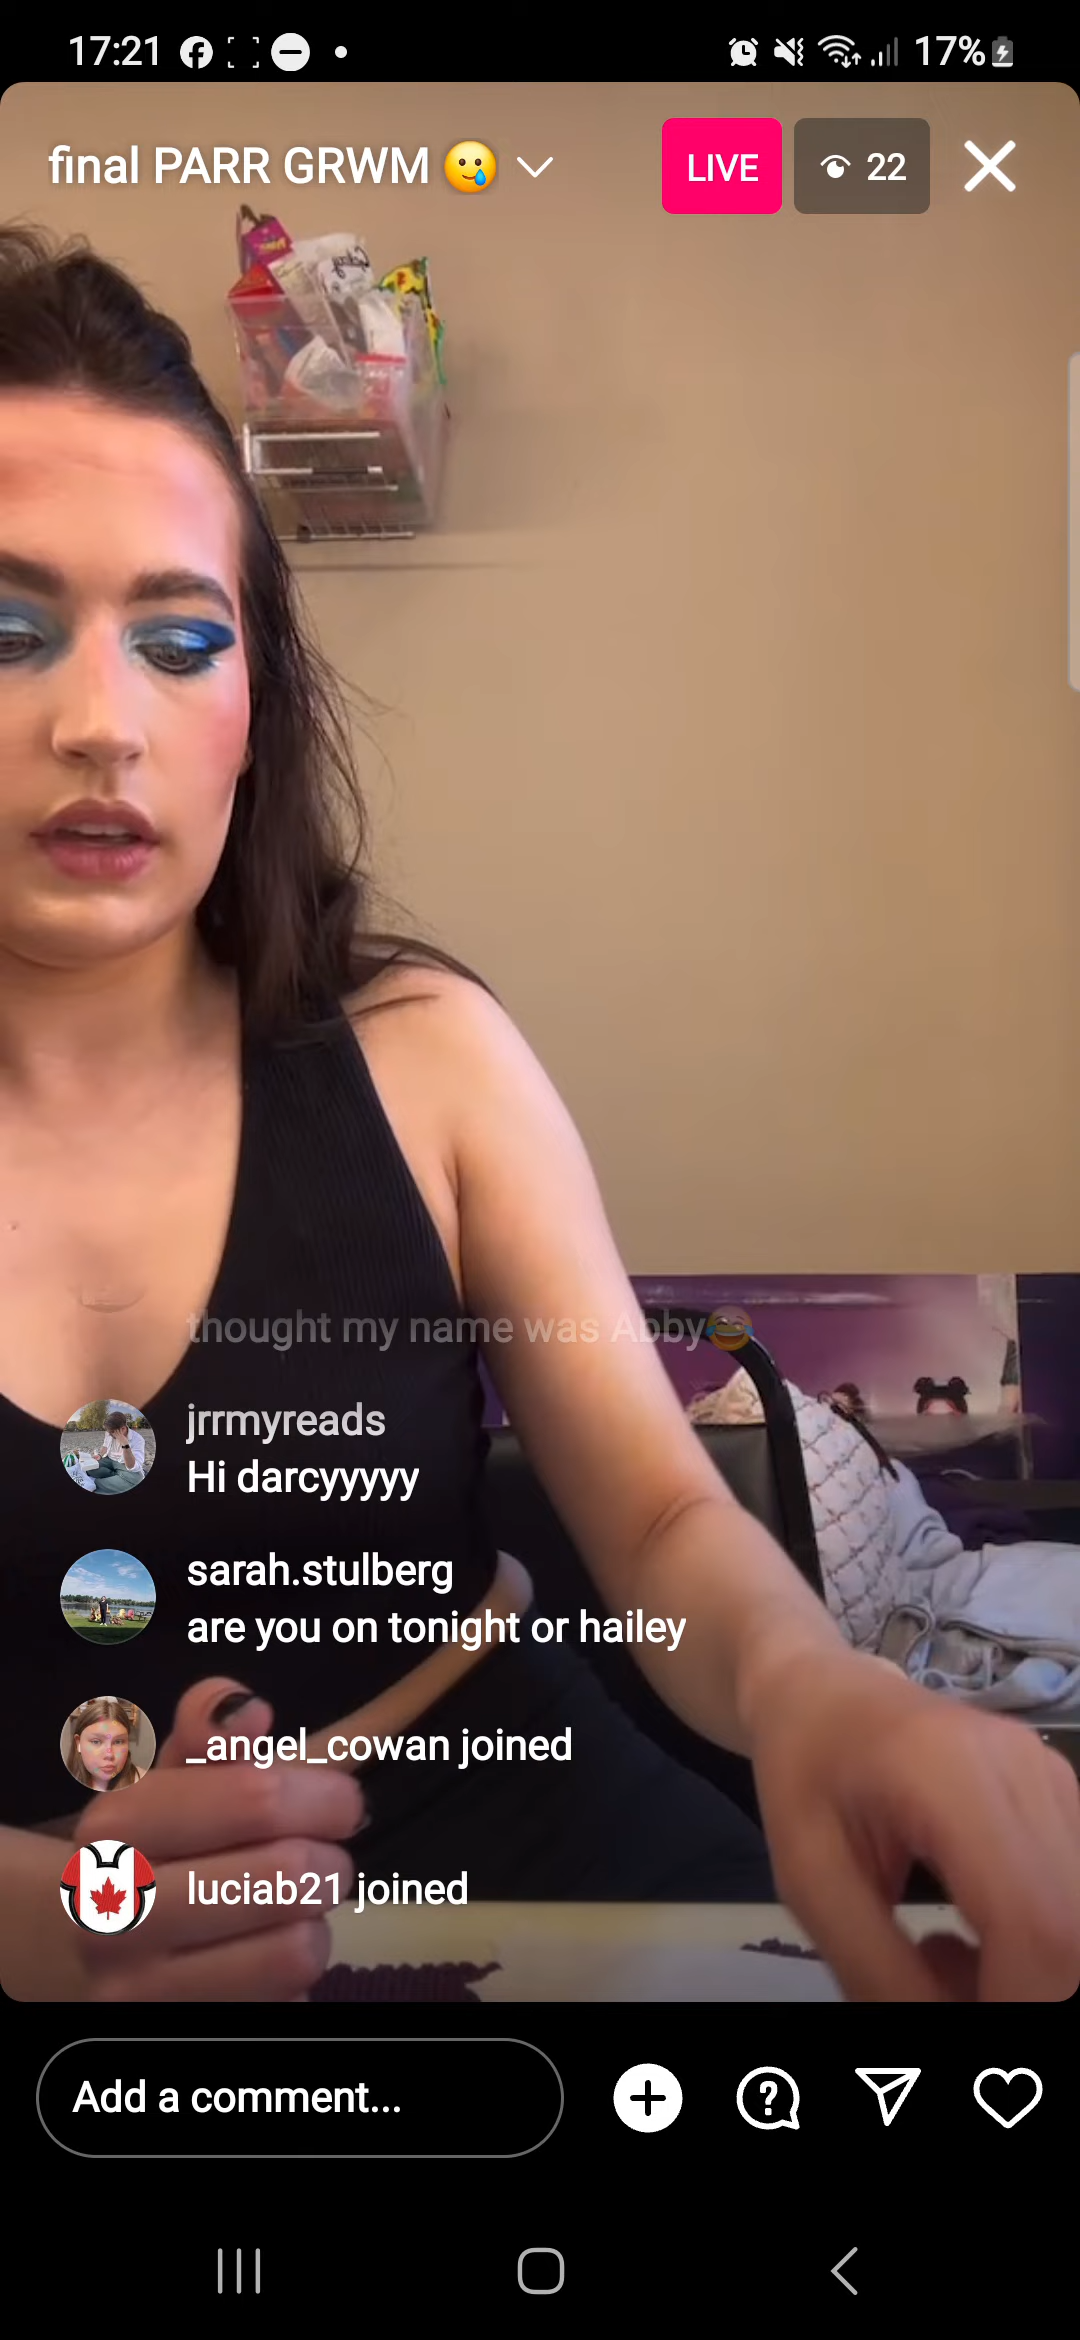 17:21
17%
final PARR GRWM 🥲
LIVE
22
thought my name was Abby😂
jrrmyreads
Hi darcyyyyy
sarah.stulberg
are you on tonight or hailey
_angel_cowan joined
luciab21 joined
Add a comment...